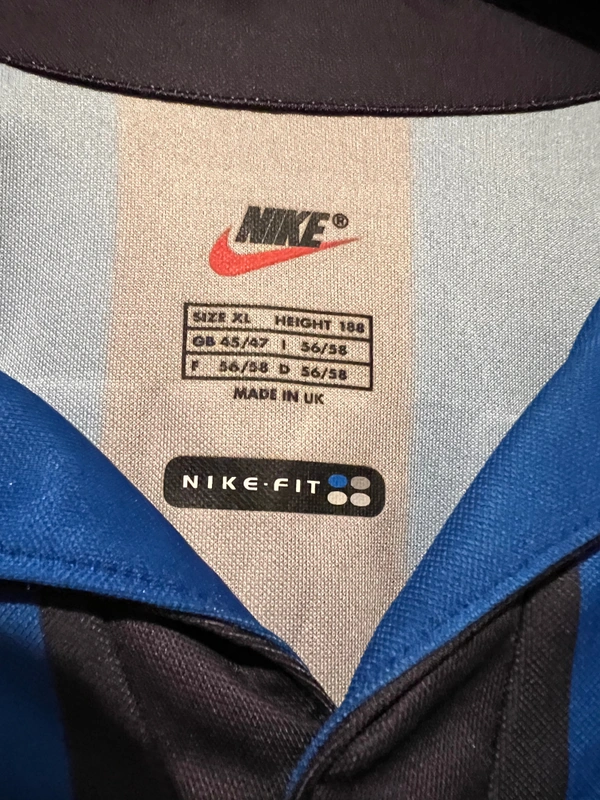 NIKE®
SIZE XL HEIGHT 188
GB 45/47 I 56/58
F 56/58 D 56/58
MADE IN UK
NIKE·FIT